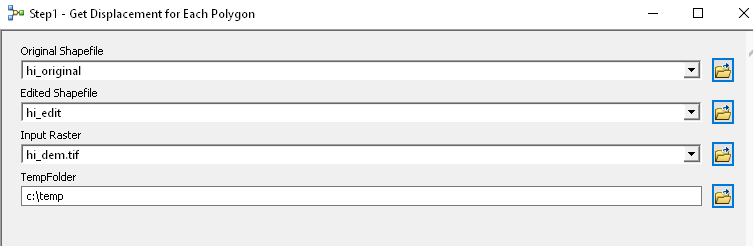 Step1 - Get Displacement for Each Polygon
Original Shapefile
hi_original
Edited Shapefile
hi_edit
Input Raster
hi_dem.tif
TempFolder
c:\temp